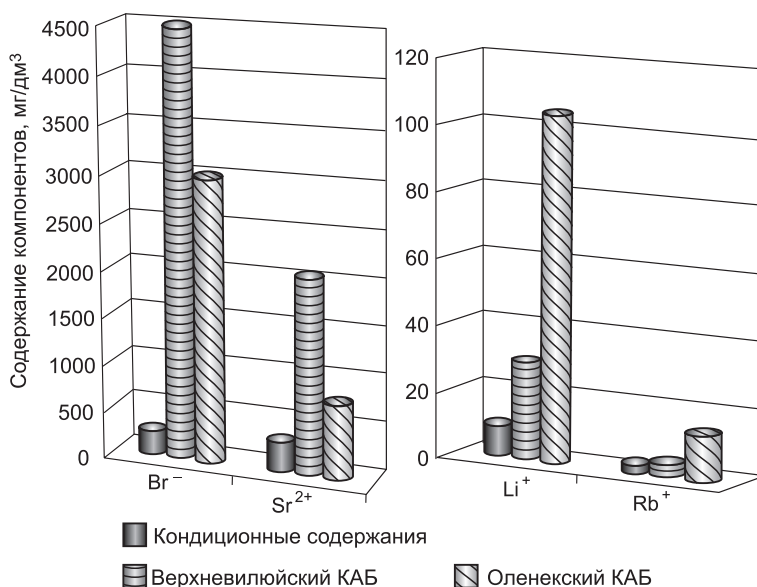 Содержание компонентов, мг/дм³
4500
4000
3500
3000
2500
2000
1500
1000
500
0
Br⁻
Sr²⁺
120
100
80
60
40
20
0
Li⁺
Rb⁺
Кондиционные содержания
Верхневилюйский КАБ
Оленекский КАБ